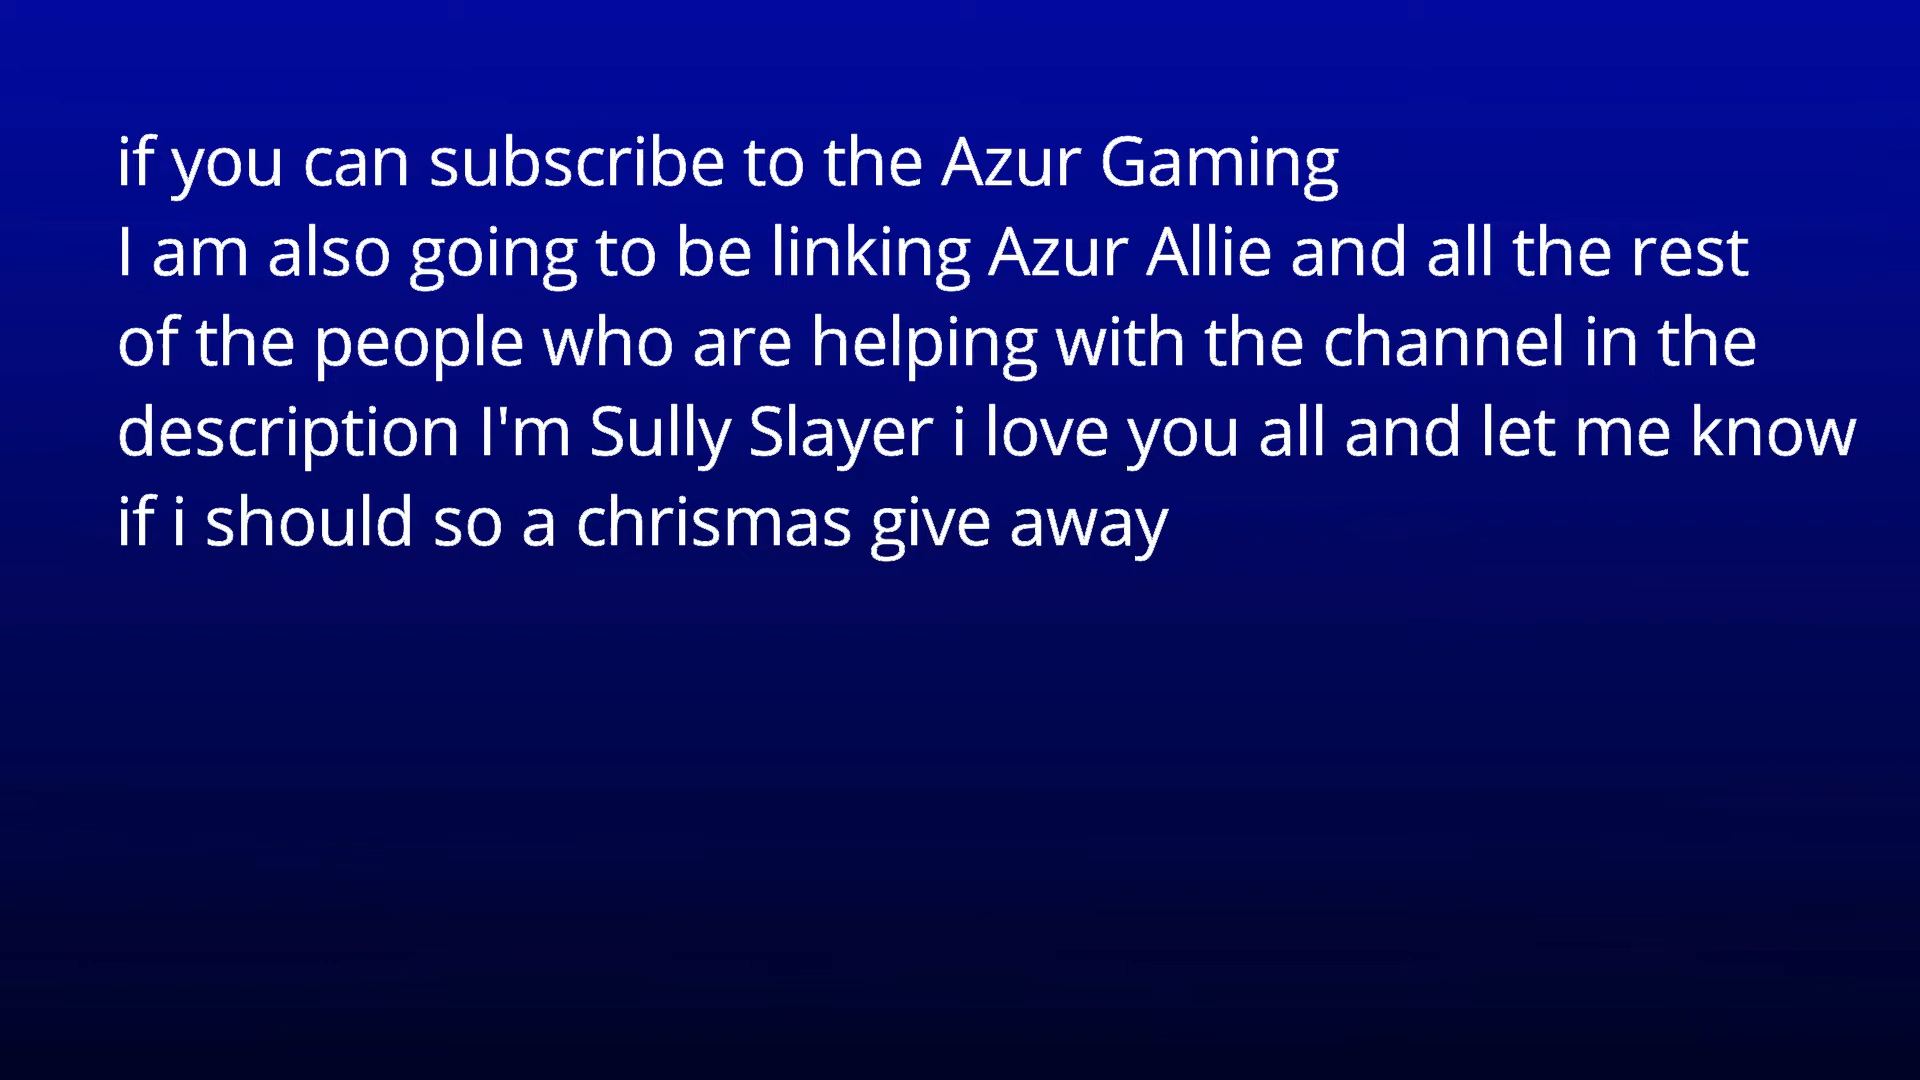 if you can subscribe to the Azur Gaming
I am also going to be linking Azur Allie and all the rest
of the people who are helping with the channel in the
description I'm Sully Slayer i love you all and let me know
if i should so a chrismas give away